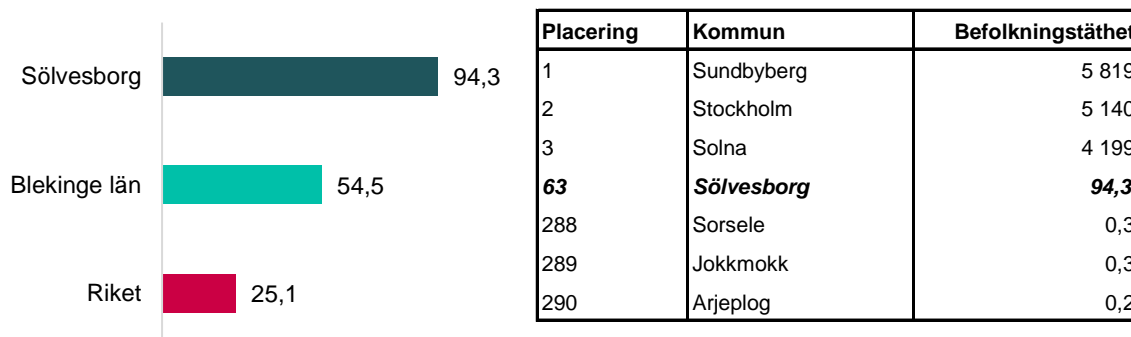 Sölvesborg 94,3
Blekinge län 54,5
Riket 25,1
Placering Kommun Befolkningstäthet
1 Sundbyberg 5 819
2 Stockholm 5 140
3 Solna 4 199
63 Sölvesborg 94,3
288 Sorsele 0,3
289 Jokkmokk 0,3
290 Arjeplog 0,2